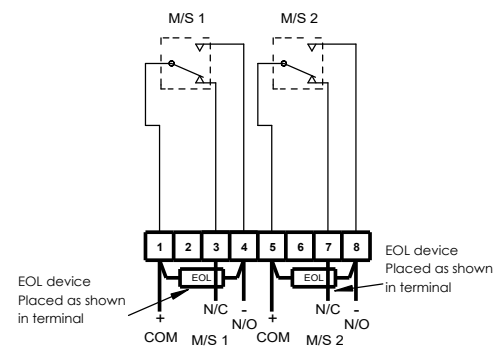 M/S 1 M/S 2
1 2 3 4 5 6 7 8
EOL EOL
EOL device
Placed as shown
in terminal
EOL device
Placed as shown
in terminal
+ N/C - + N/C -
COM M/S 1 N/O COM M/S 2 N/O